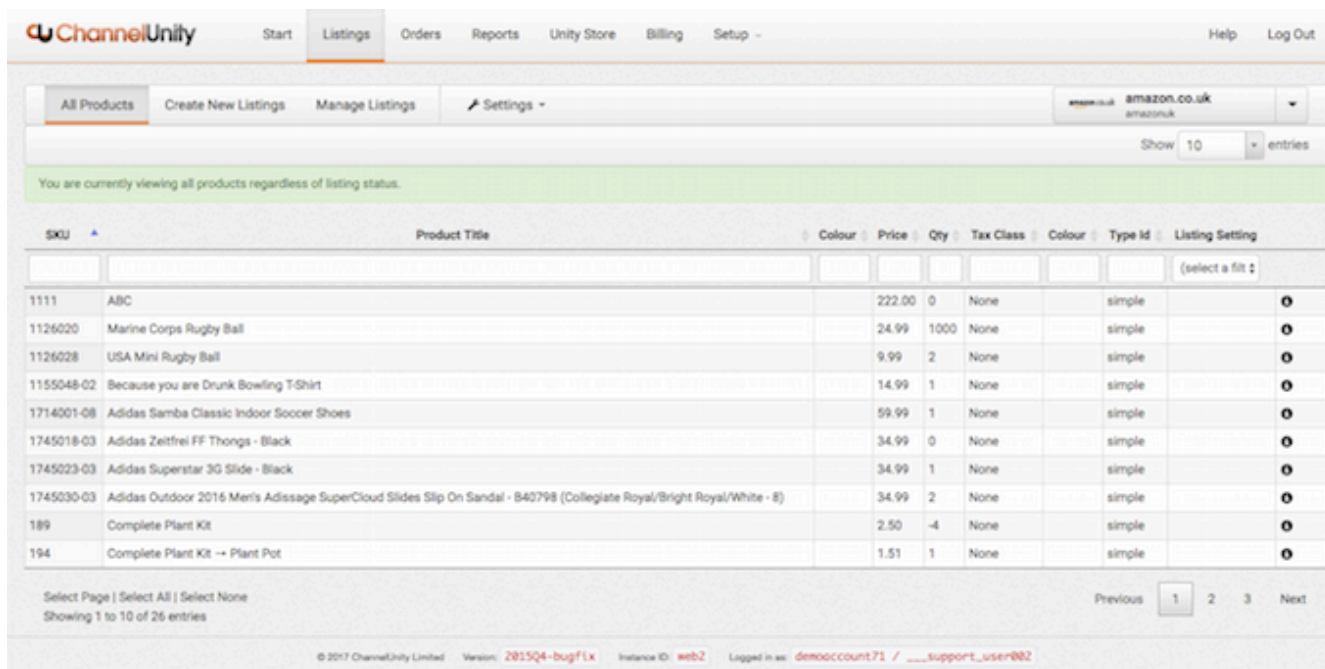 ChannelUnity Start Listings Orders Reports Unity Store Billing Setup Help Log Out
All Products Create New Listings Manage Listings Settings amazon.co.uk amazon.co.uk
amazonuk
Show 10 entries
You are currently viewing all products regardless of listing status.
SKU Product Title Colour Price Qty Tax Class Colour Type Id Listing Setting
(select a filt
1111 ABC 222.00 0 None simple
1126020 Marine Corps Rugby Ball 24.99 1000 None simple
1126028 USA Mini Rugby Ball 9.99 2 None simple
1155048-02 Because you are Drunk Bowling T-Shirt 14.99 1 None simple
1714001-08 Adidas Samba Classic Indoor Soccer Shoes 59.99 1 None simple
1745018-03 Adidas Zeitfrei FF Thongs - Black 34.99 0 None simple
1745023-03 Adidas Superstar 3G Slide - Black 34.99 1 None simple
1745030-03 Adidas Outdoor 2016 Men's Adissage SuperCloud Slides Slip On Sandal - B40798 (Collegiate Royal/Bright Royal/White - 8) 34.99 2 None simple
189 Complete Plant Kit 2.50 -4 None simple
194 Complete Plant Kit → Plant Pot 1.51 1 None simple
Select Page | Select All | Select None
Showing 1 to 10 of 26 entries
Previous 1 2 3 Next
© 2017 ChannelUnity Limited Version: 2015Q4-bugfix Instance ID: web2 Logged in as: demoaccount71 / ___support_user002